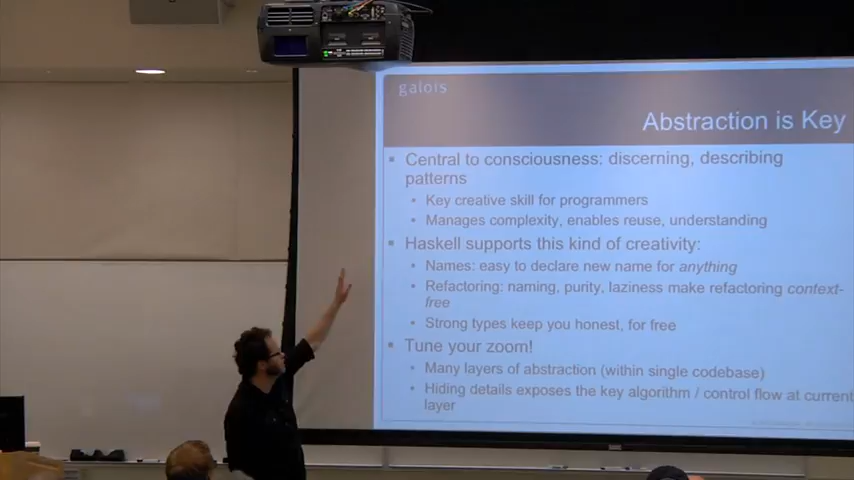 galois
Abstraction is Key
Central to consciousness: discerning, describing
patterns
Key creative skill for programmers
Manages complexity, enables reuse, understanding
Haskell supports this kind of creativity:
Names: easy to declare new name for anything
Refactoring: naming, purity, laziness make refactoring context-
free
Strong types keep you honest, for free
Tune your zoom!
Many layers of abstraction (within single codebase)
Hiding details exposes the key algorithm / control flow at current
layer